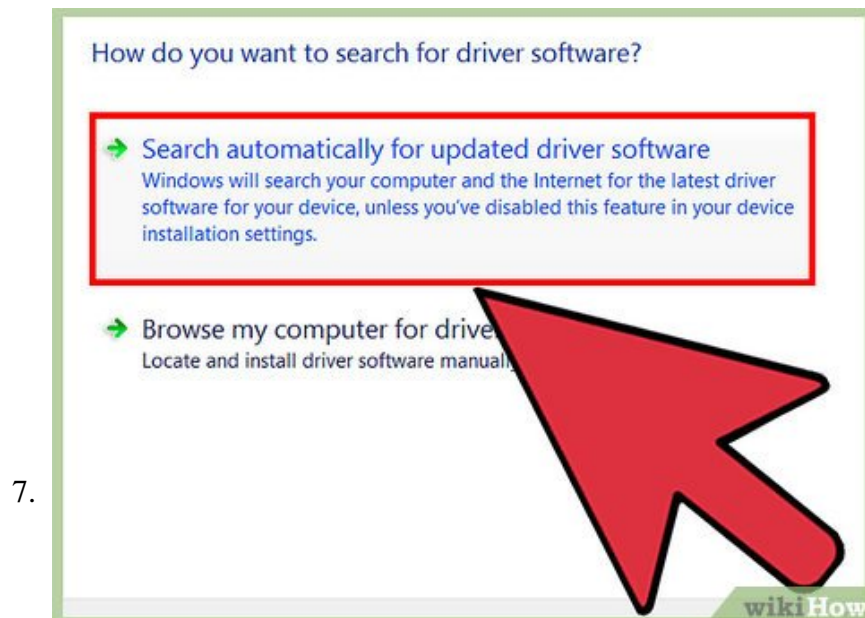 How do you want to search for driver software?
Search automatically for updated driver software
Windows will search your computer and the Internet for the latest driver
software for your device, unless you've disabled this feature in your device
installation settings.
Browse my computer for
Locate and install driver software
7.
wikiHow